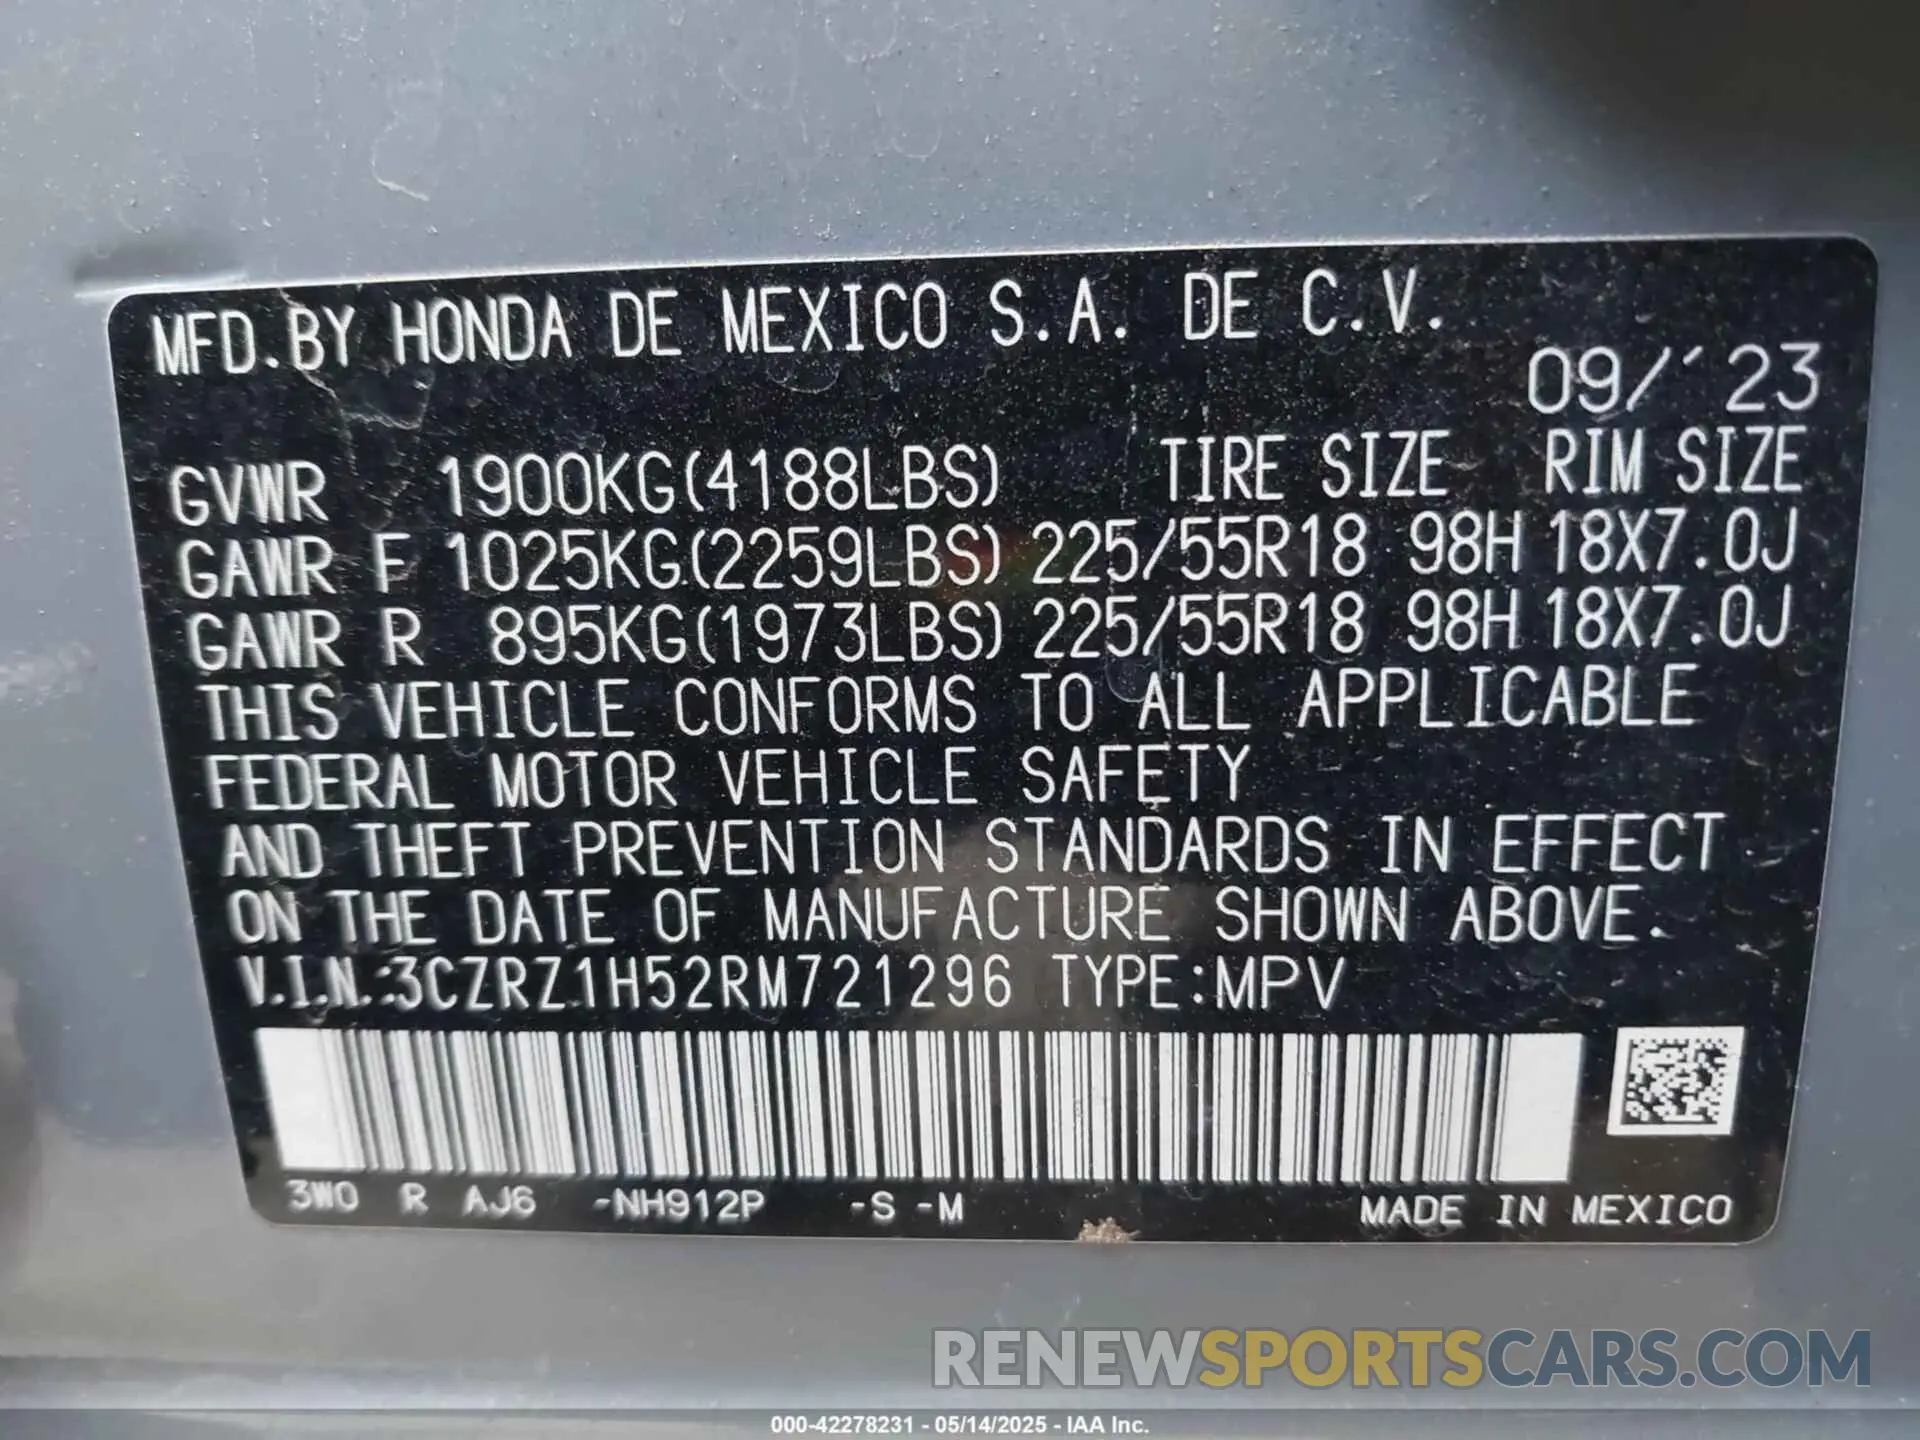 MFD.BY HONDA DE MEXICO S.A. DE C.V.
09/´23
GVWR 1900KG(4188LBS) TIRE SIZE RIM SIZE
GAWR F 1025KG(2259LBS) 225/55R18 98H 18X7.0J
GAWR R 895KG(1973LBS) 225/55R18 98H 18X7.0J
THIS VEHICLE CONFORMS TO ALL APPLICABLE
FEDERAL MOTOR VEHICLE SAFETY
AND THEFT PREVENTION STANDARDS IN EFFECT
ON THE DATE OF MANUFACTURE SHOWN ABOVE.
V.I.N.:3CZRZ1H52RM721296 TYPE:MPV
3W0 R AJ6 -NH912P -S -M MADE IN MEXICO
RENEWSPORTSCARS.COM
000-42278231 - 05/14/2025 - IAA Inc.